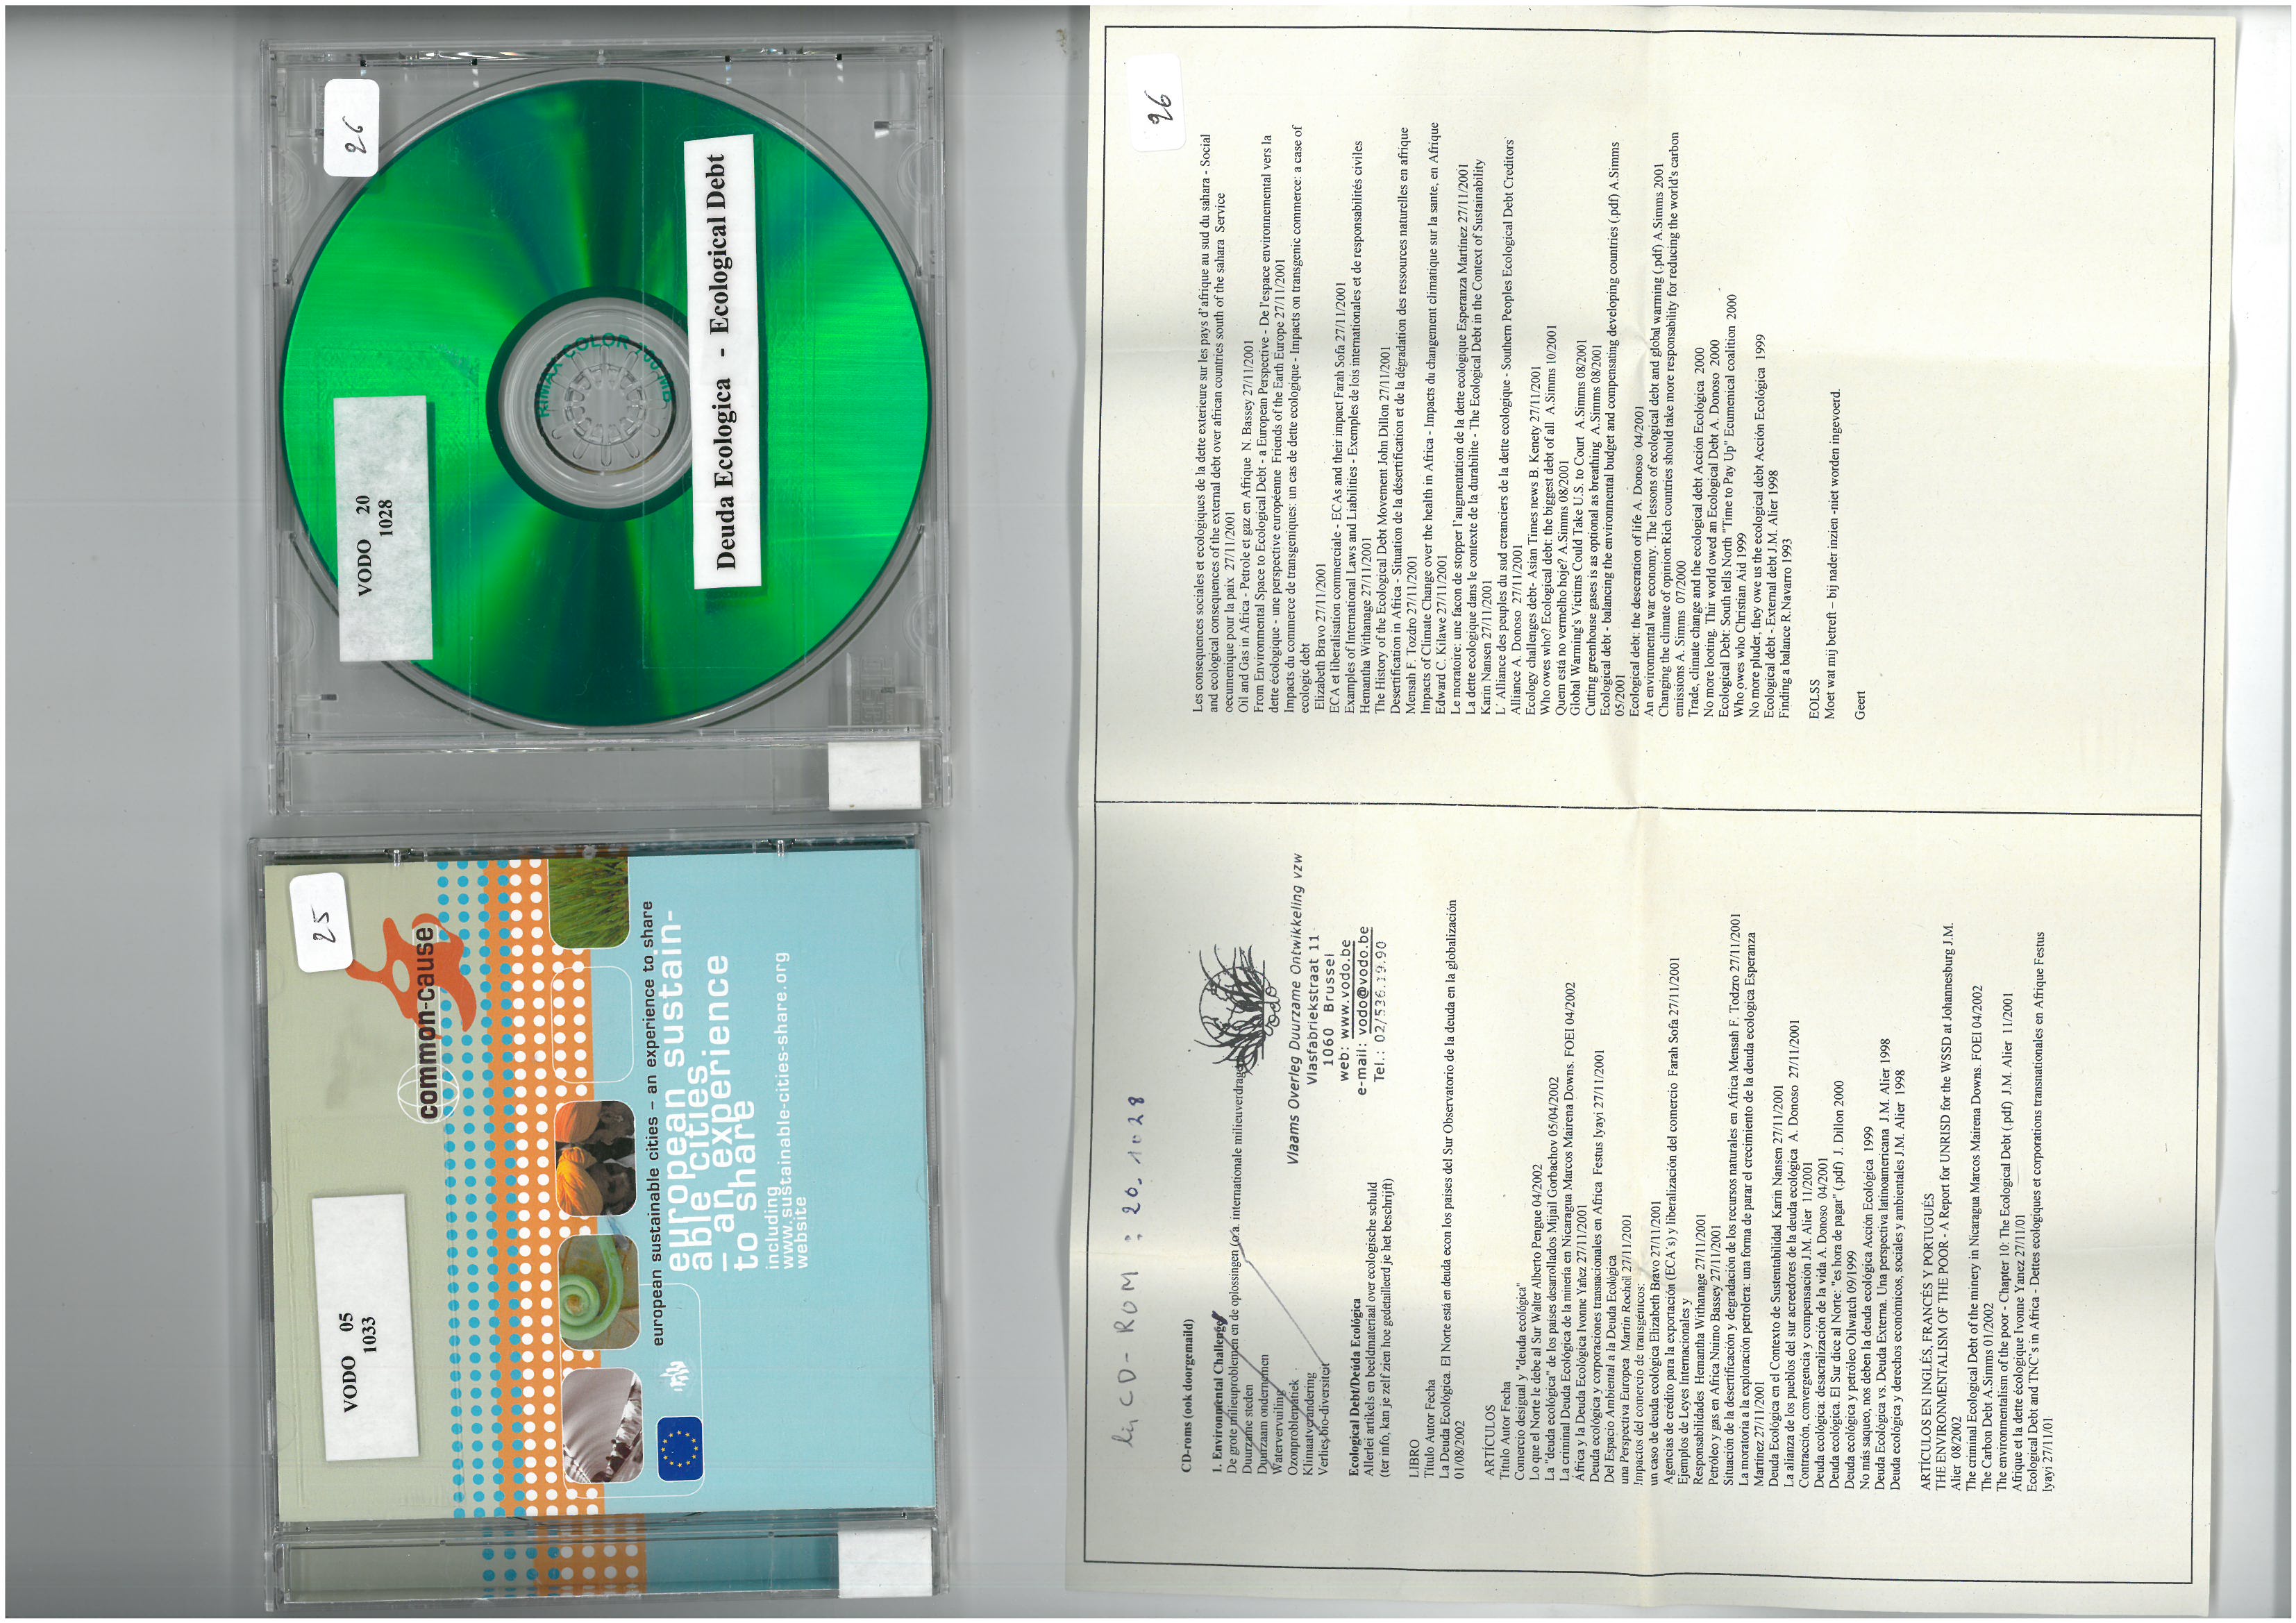 25
VODO 05
1033
common-cause
european sustainable cities – an experience to share
european sustain-
able cities
– an experience
to share
including
www.sustainable-cities-share.org
website
26
VODO 20
1028
RIMAX COLOR 700 MB
Deuda Ecologica - Ecological Debt
CD-ROM : 20.1028
CD-roms (ook doorgemaild)
1. Environmental Challenge
De grote milieuproblemen en de oplossingen (o.a. internationale milieuverdragen
Duurzame steden
Duurzaam ondernemen
Watervervuiling
Ozonproblematiek
Klimaatverandering
Verlies bio-diversiteit
vodo
Vlaams Overleg Duurzame Ontwikkeling vzw
Vlasfabriekstraat 11
1060 Brussel
web: www.vodo.be
e-mail: vodo@vodo.be
Tel.: 02/536.19.90
Ecological Debt/Deúda Ecológica
Allerlei artikels en beeldmateriaal over ecologische schuld
(ter info, kan je zelf zien hoe gedetailleerd je het beschrijft)
LIBRO
Titulo Autor Fecha
La Deuda Ecologica. El Norte está en deuda econ los paises del Sur Observatorio de la deuda en la globalización
01/08/2002
ARTÍCULOS
Titulo Autor Fecha
Comercio desigual y "deuda ecológica"
Lo que el Norte le debe al Sur Walter Alberto Pengue 04/2002
La "deuda ecológica" de los paises desarrollados Mijail Gorbachov 05/04/2002
La criminal Deuda Ecológica de la mineria en Nicaragua Marcos Mairena Downs. FOEI 04/2002
África y la Deuda Ecológica Ivonne Yáñez 27/11/2001
Deuda ecológica y corporaciones transnacionales en Africa Festus Iyayi 27/11/2001
Del Espacio Ambiental a la Deuda Ecológica
una Perspectiva Europea Martin Rochol 27/11/2001
Impactos del comercio de transgénicos:
un caso de deuda ecológica Elizabeth Bravo 27/11/2001
Agencias de crédito para la exportación (ECA´s) y liberalización del comercio Farah Sofa 27/11/2001
Ejemplos de Leyes Internacionales y
Responsabilidades Hemantha Withanage 27/11/2001
Petróleo y gas en Africa Nnimo Bassey 27/11/2001
Situación de la desertificación y degradación de los recursos naturales en Africa Mensah F. Todzro 27/11/2001
La moratoria a la exploración petrolera: una forma de parar el crecimiento de la deuda ecologica Esperanza
Martinez 27/11/2001
Deuda Ecológica en el Contexto de Sustentabilidad Karin Nansen 27/11/2001
La alianza de los pueblos del sur acreedores de la deuda ecológica A. Donoso 27/11/2001
Contracción, convergencia y compensación J.M. Alier 11/2001
Deuda ecológica: desacralización de la vida A. Donoso 04/2001
Deuda ecológica. El Sur dice al Norte: "es hora de pagar" (.pdf) J. Dillon 2000
Deuda ecológica y petróleo Oilwatch 09/1999
No más saqueo, nos deben la deuda ecológica Acción Ecológica 1999
Deuda Ecológica vs. Deuda Externa. Una perspectiva latinoamericana J.M. Alier 1998
Deuda ecológica y derechos económicos, sociales y ambientales J.M. Alier 1998
ARTÍCULOS EN INGLÉS, FRANCÉS Y PORTUGUÉS
THE ENVIRONMENTALISM OF THE POOR - A Report for UNRISD for the WSSD at Johannesburg J.M.
Alier 08/2002
The criminal Ecological Debt of the minery in Nicaragua Marcos Mairena Downs. FOEI 04/2002
The Carbon Debt A.Simms 01/2002
The environmentalism of the poor - Chapter 10: The Ecological Debt (.pdf) J.M. Alier 11/2001
Afrique et la dette écologique Ivonne Yanez 27/11/01
Ecological Debt and TNC`s in Africa - Dettes ecologiques et corporations transnationales en Afrique Festus
Iyayi 27/11/01
26
Les consequences sociales et ecologiques de la dette exterieure sur les pays d´afrique au sud du sahara - Social
and ecological consequences of the external debt over african countries south of the sahara Service
oecumenique pour la paix 27/11/2001
Oil and Gas in Africa - Petrole et gaz en Afrique N. Bassey 27/11/2001
From Environmental Space to Ecological Debt - a European Perspective - De l'espace environnemental vers la
dette écologique - une perspective européenne Friends of the Earth Europe 27/11/2001
Impacts du commerce de transgeniques: un cas de dette ecologique - Impacts on transgenic commerce: a case of
ecologic debt
Elizabeth Bravo 27/11/2001
ECA et liberalisation commerciale - ECAs and their impact Farah Sofa 27/11/2001
Examples of International Laws and Liabilities - Exemples de lois internationales et de responsabilités civiles
Hemantha Withanage 27/11/2001
The History of the Ecological Debt Movement John Dillon 27/11/2001
Desertification in Africa - Situation de la désertification et de la dégradation des ressources naturelles en afrique
Mensah F. Tozdro 27/11/2001
Impacts of Climate Change over the health in Africa - Impacts du changement climatique sur la sante, en Afrique
Edward C. Kilawe 27/11/2001
Le moratoire: une façon de stopper l'augmentation de la dette ecologique Esperanza Martínez 27/11/2001
La dette ecologique dans le contexte de la durabilite - The Ecological Debt in the Context of Sustainability
Karin Nansen 27/11/2001
L´ Alliance des peuples du sud creanciers de la dette ecologique - Southern Peoples Ecological Debt Creditors
Alliance A. Donoso 27/11/2001
Ecology challenges debt- Asian Times news B. Kenety 27/11/2001
Who owes who? Ecological debt: the biggest debt of all A.Simms 10/2001
Quem está no vermelho hoje? A.Simms 08/2001
Global Warming's Victims Could Take U.S. to Court A.Simms 08/2001
Cutting greenhouse gases is as optional as breathing A.Simms 08/2001
Ecological debt - balancing the environmental budget and compensating developing countries (.pdf) A.Simms
05/2001
Ecological debt: the desecration of life A. Donoso 04/2001
An environmental war economy. The lessons of ecological debt and global warming (.pdf) A.Simms 2001
Changing the climate of opinion:Rich countries should take more responsability for reducing the world's carbon
emissions A. Simms 07/2000
Trade, climate change and the ecological debt Acción Ecológica 2000
No more looting. Thir world owed an Ecological Debt A. Donoso 2000
Ecological Debt: South tells North "Time to Pay Up" Ecumenical coalition 2000
Who owes who Christian Aid 1999
No more pluder, they owe us the ecological debt Acción Ecológica 1999
Ecological debt - External debt J.M. Alier 1998
Finding a balance R.Navarro 1993
EOLSS
Moet wat mij betreft – bij nader inzien -niet worden ingevoerd.
Geert